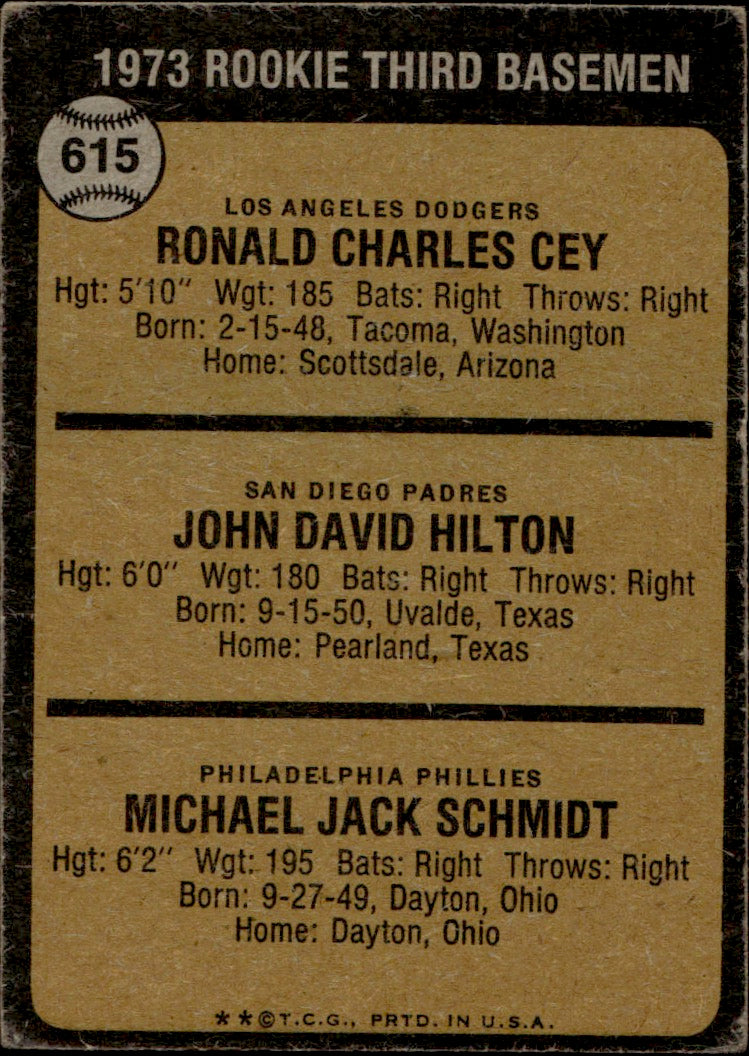 1973 ROOKIE THIRD BASEMEN
615
LOS ANGELES DODGERS
RONALD CHARLES CEY
Hgt: 5'10" Wgt: 185 Bats: Right Throws: Right
Born: 2-15-48, Tacoma, Washington
Home: Scottsdale, Arizona
SAN DIEGO PADRES
JOHN DAVID HILTON
Hgt: 6'0" Wgt: 180 Bats: Right Throws: Right
Born: 9-15-50, Uvalde, Texas
Home: Pearland, Texas
PHILADELPHIA PHILLIES
MICHAEL JACK SCHMIDT
Hgt: 6'2" Wgt: 195 Bats: Right Throws: Right
Born: 9-27-49, Dayton, Ohio
Home: Dayton, Ohio
**©T.C.G., PRTD. IN U.S.A.